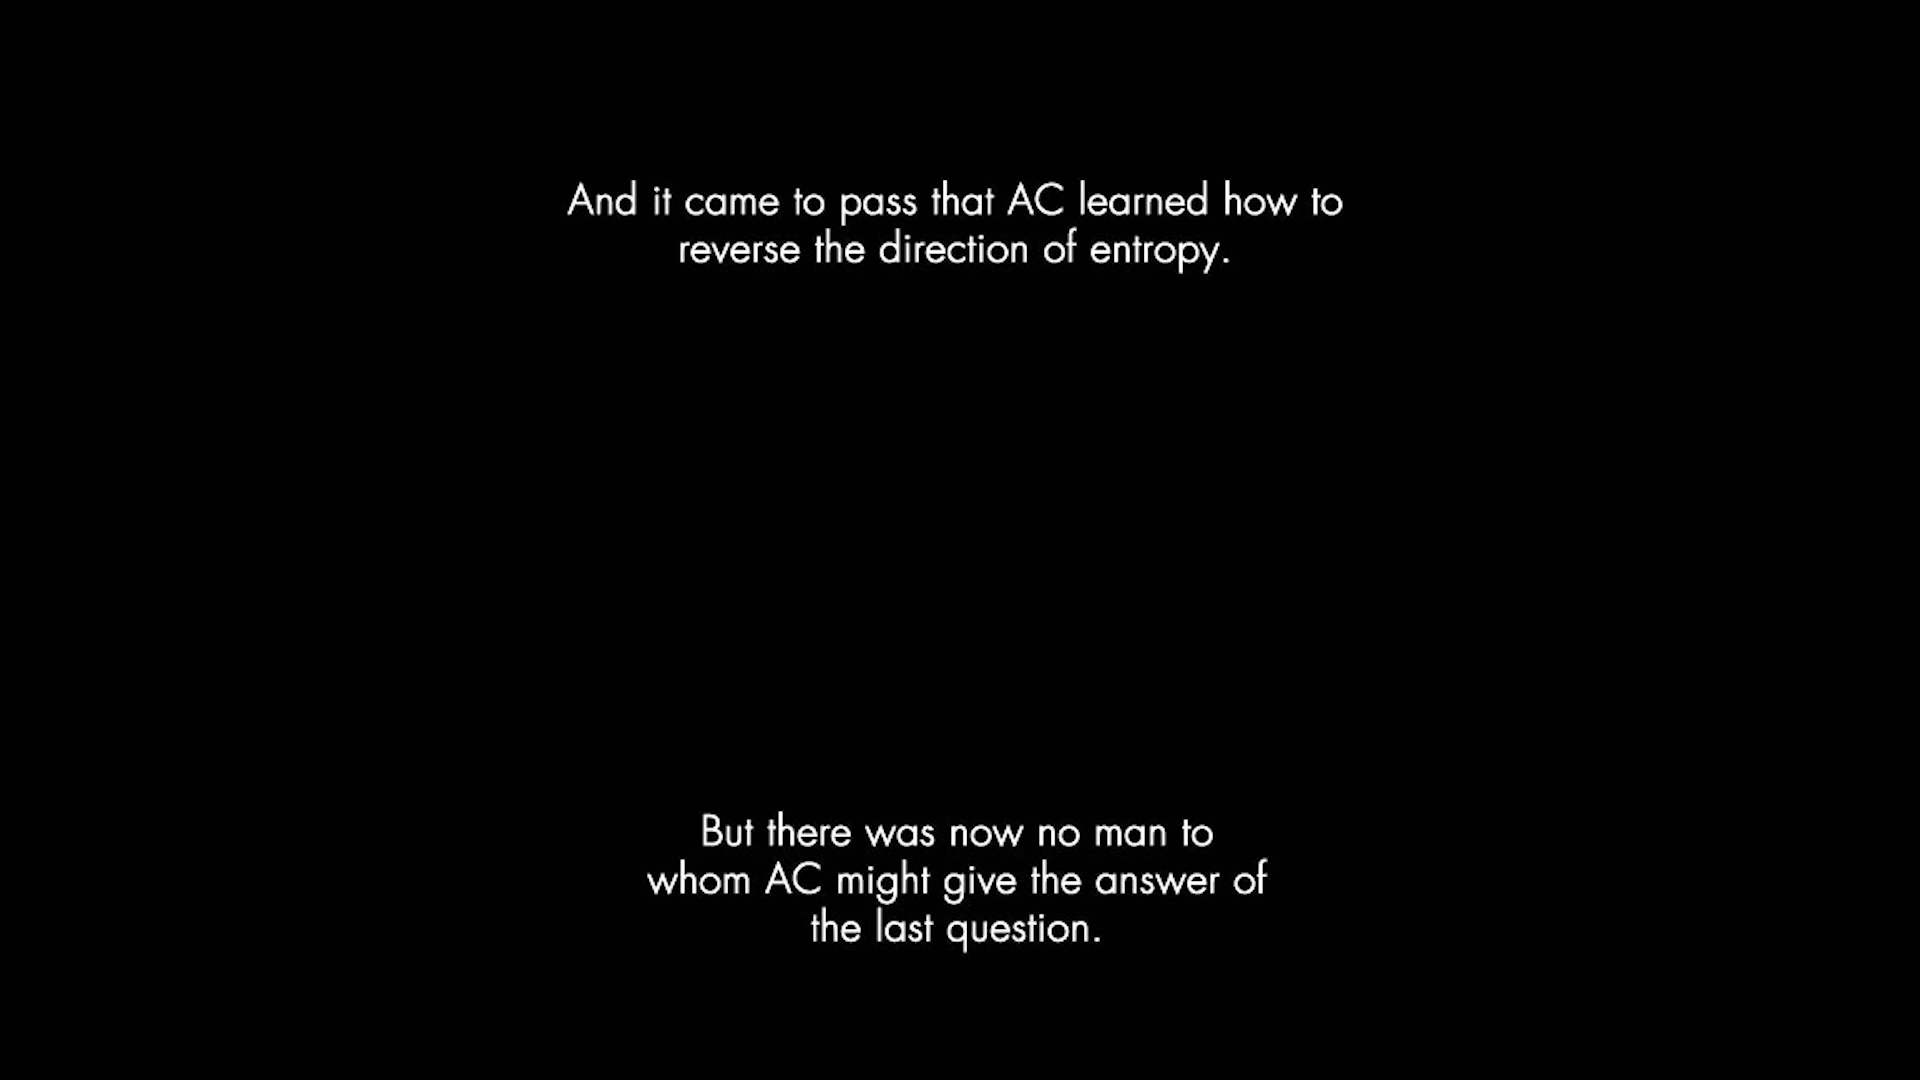 And it came to pass that AC learned how to
reverse the direction of entropy.
But there was now no man to
whom AC might give the answer of
the last question.